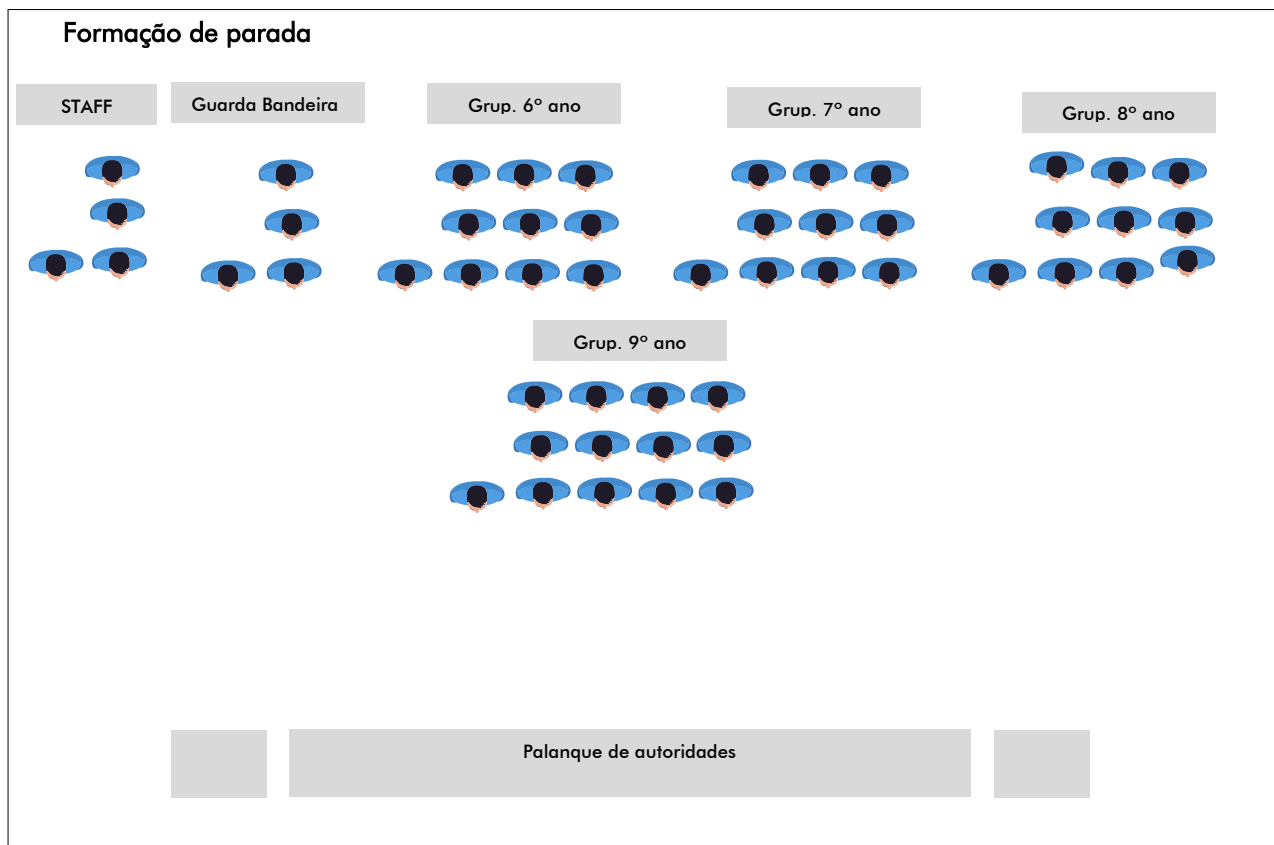 Formação de parada
STAFF
Guarda Bandeira
Grup. 6º ano
Grup. 7º ano
Grup. 8º ano
Grup. 9º ano
Palanque de autoridades